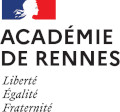 ACADÉMIE
DE RENNES
Liberté
Égalité
Fraternité